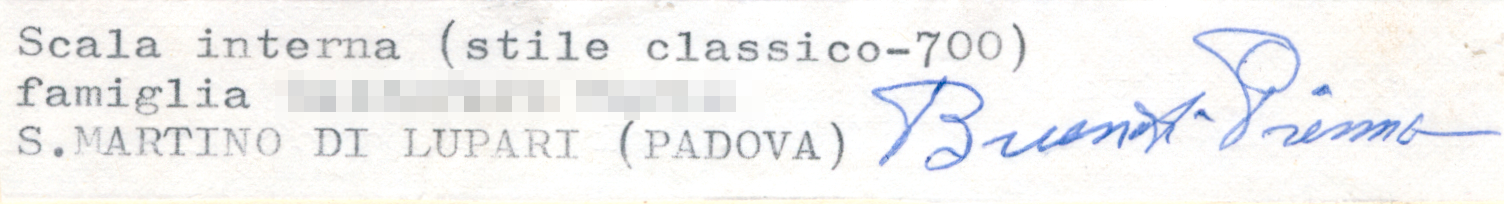 Scala interna (stile classico-700)
famiglia
S.MARTINO DI LUPARI (PADOVA)